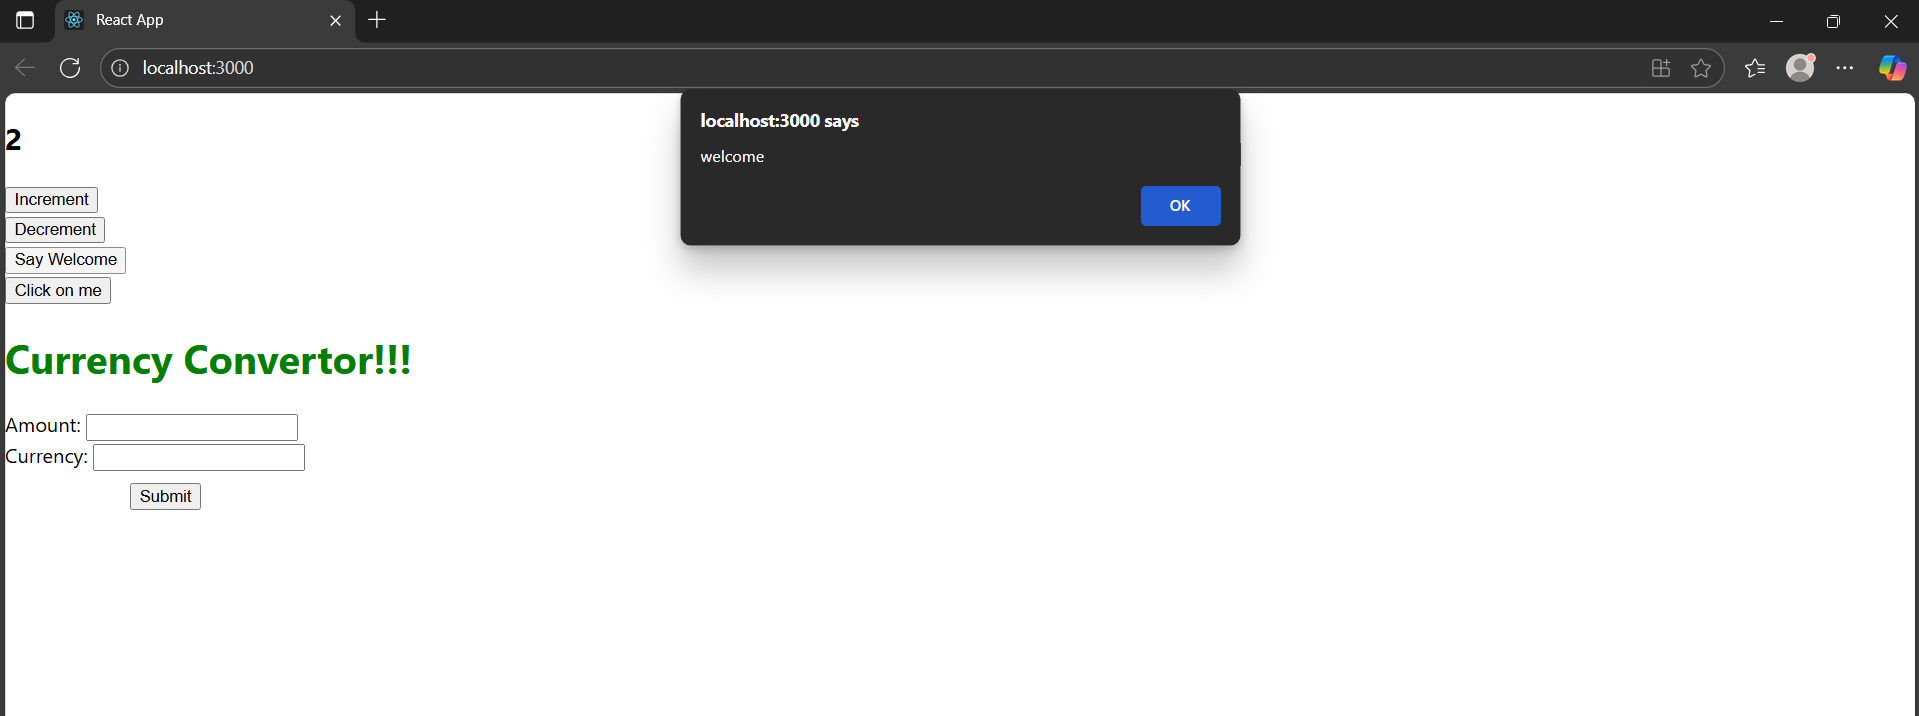 React App
localhost:3000
localhost:3000 says
welcome
OK
2
Increment
Decrement
Say Welcome
Click on me
Currency Convertor!!!
Amount:
Currency:
Submit